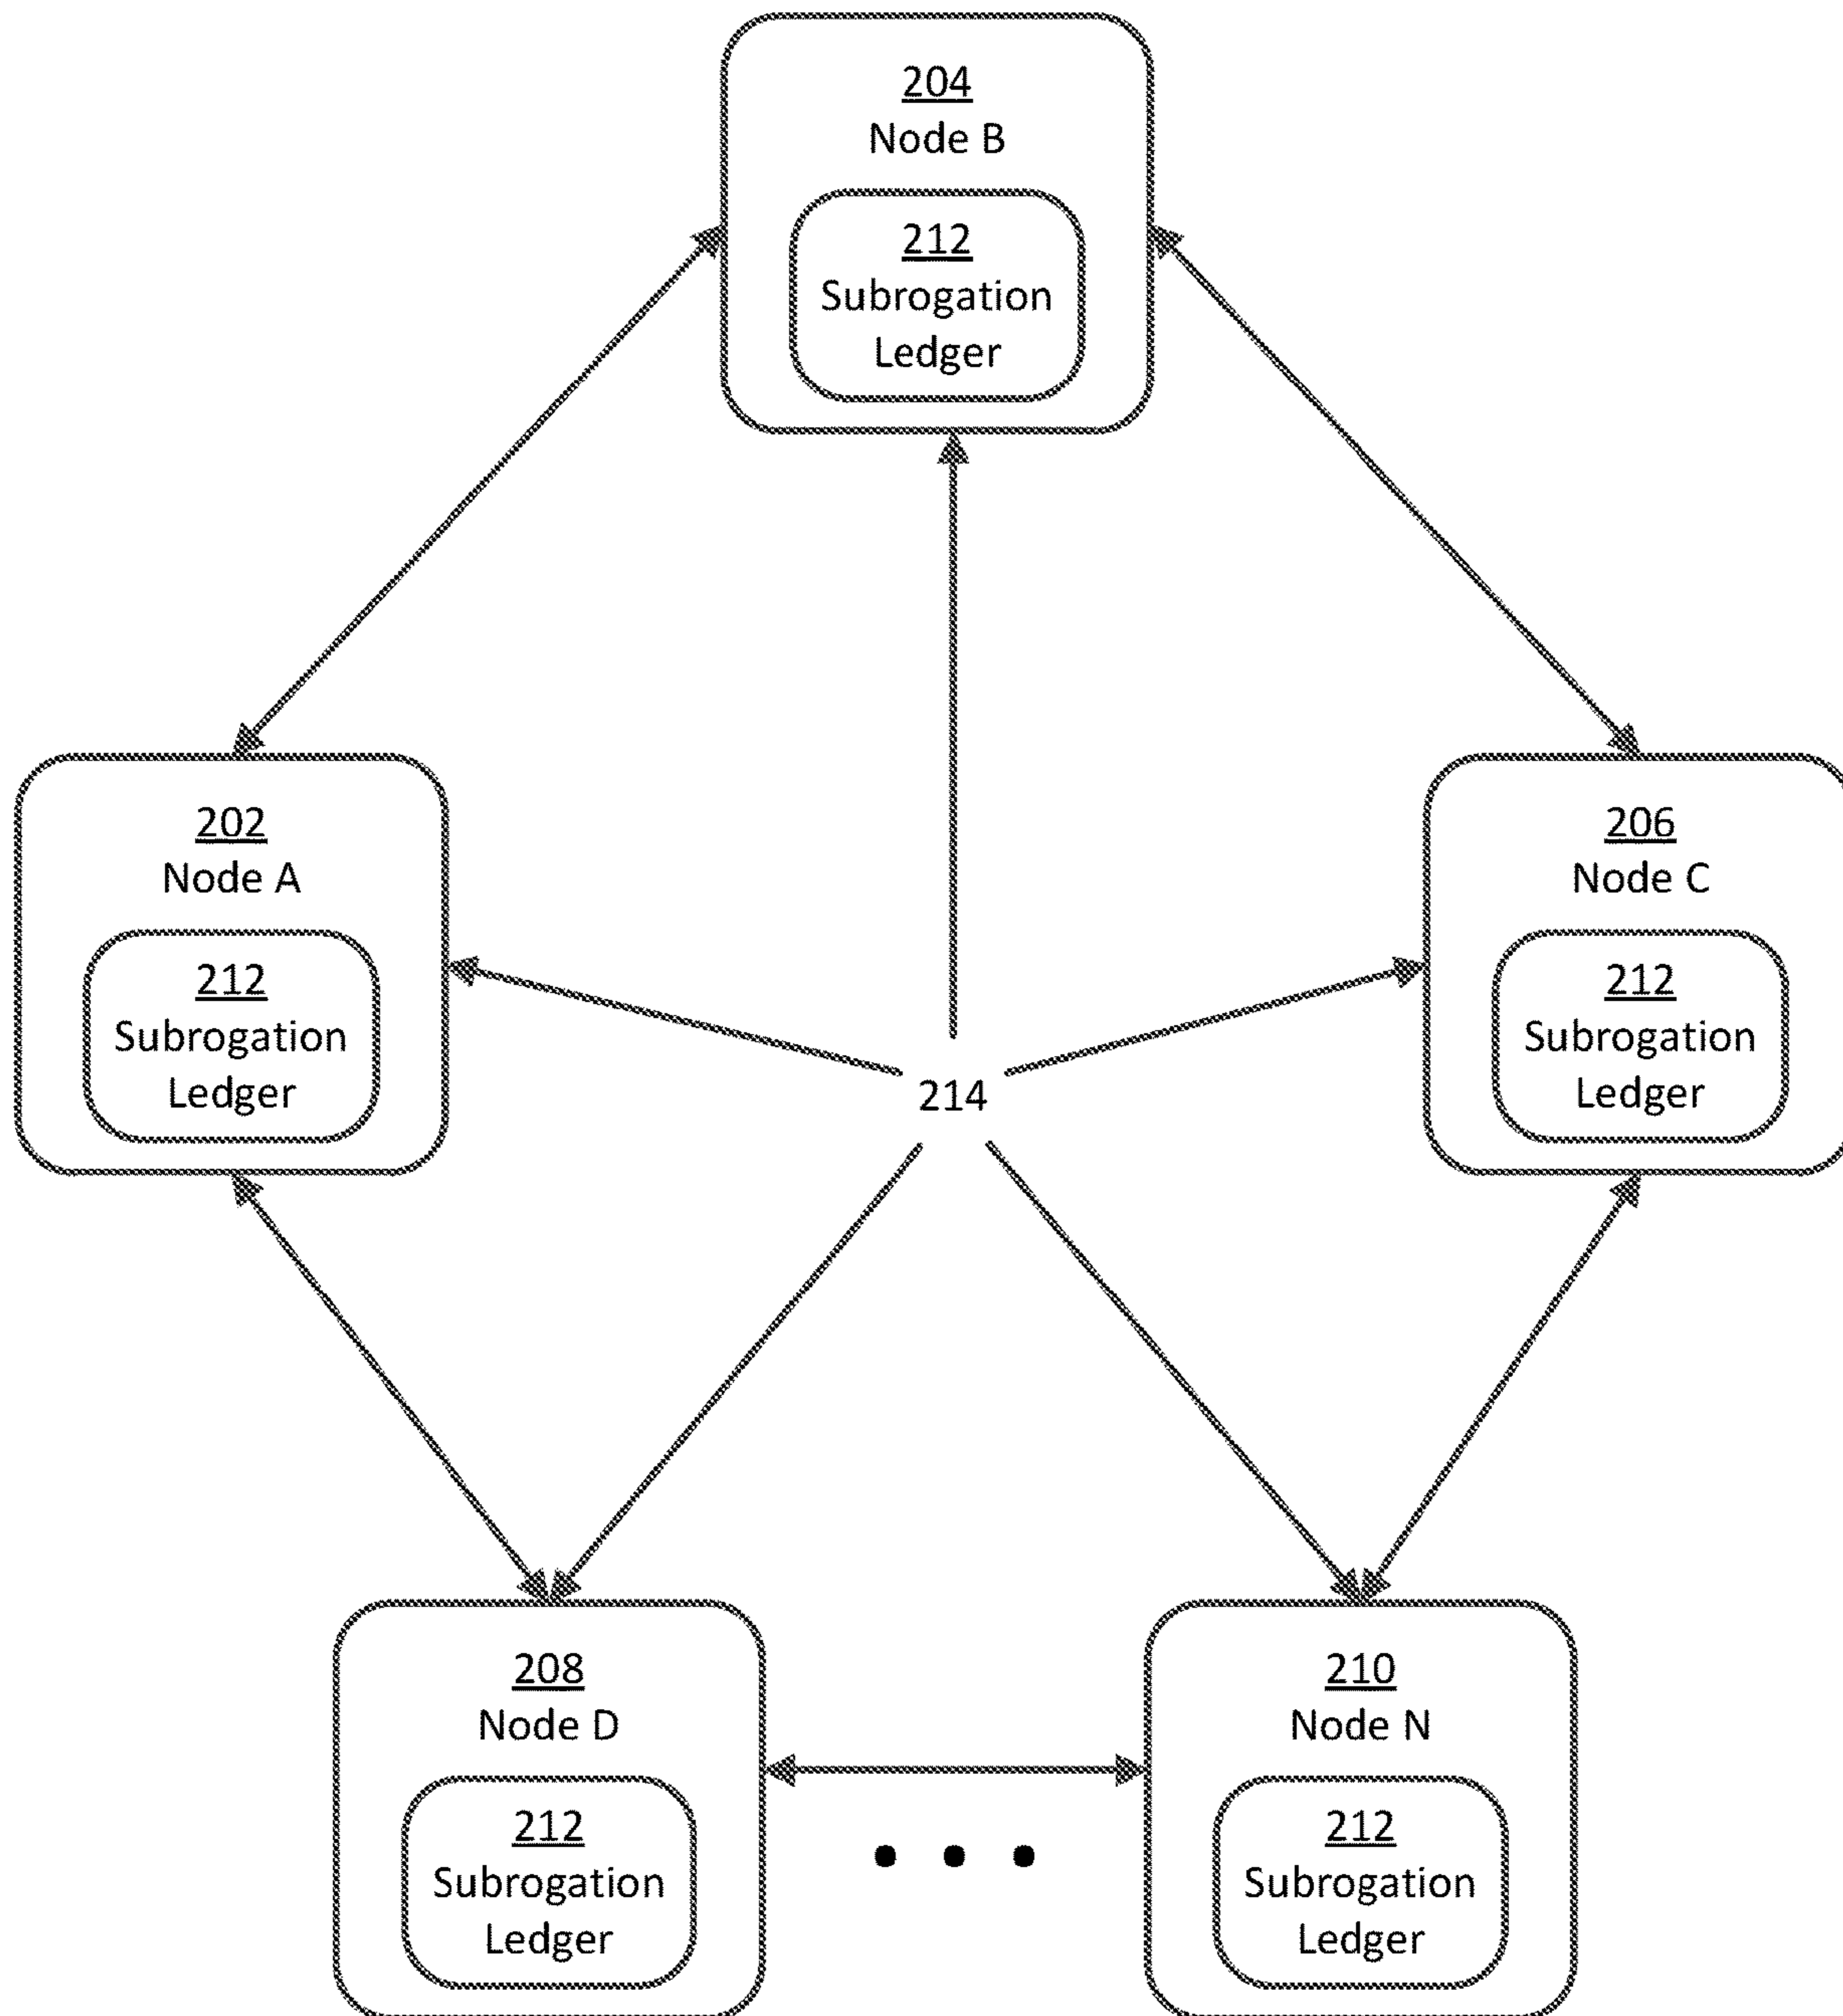 204
Node B
212
Subrogation
Ledger
202
Node A
212
Subrogation
Ledger
206
Node C
212
Subrogation
Ledger
214
208
Node D
212
Subrogation
Ledger
210
Node N
212
Subrogation
Ledger